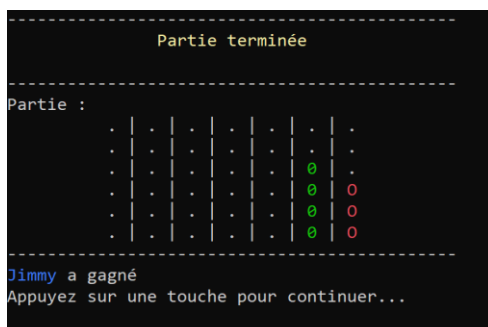 ---------------------------------------------
Partie terminée
---------------------------------------------
Partie :
. | . | . | . | . | . | .
. | . | . | . | . | . | .
. | . | . | . | . | 0 | .
. | . | . | . | . | 0 | O
. | . | . | . | . | 0 | O
. | . | . | . | . | 0 | O
---------------------------------------------
Jimmy a gagné
Appuyez sur une touche pour continuer...